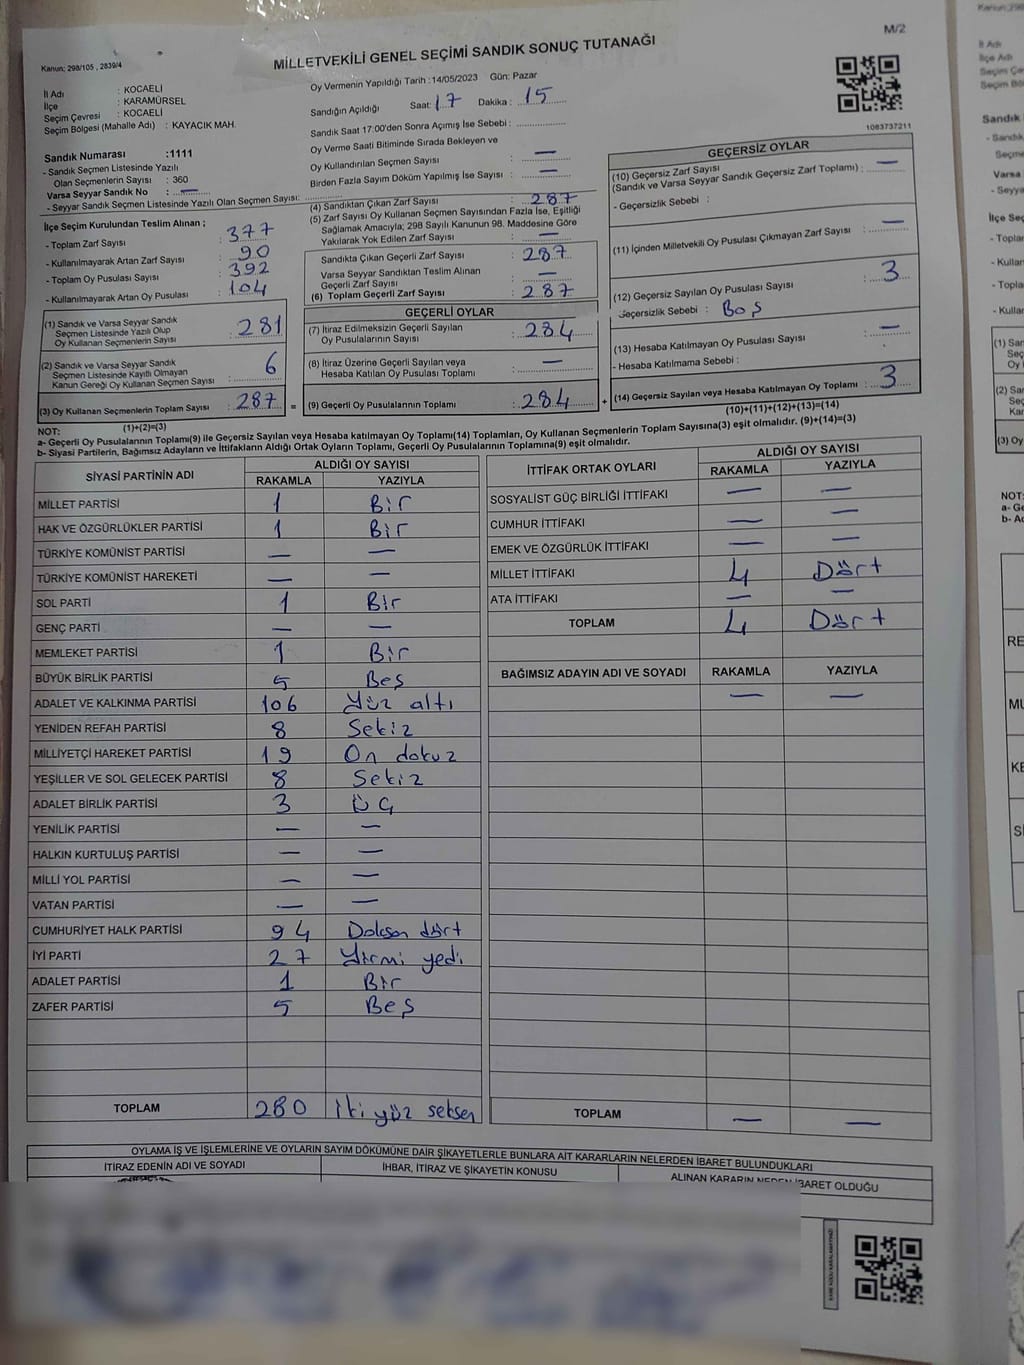 M/2
MİLLETVEKİLİ GENEL SEÇİMİ SANDIK SONUÇ TUTANAĞI
Kanun: 298/105 , 2839/4
İl Adı : KOCAELİ
İlçe : KARAMÜRSEL
Seçim Çevresi : KOCAELİ
Seçim Bölgesi (Mahalle Adı) : KAYACIK MAH.
Sandık Numarası :1111
- Sandık Seçmen Listesinde Yazılı
Olan Seçmenlerin Sayısı : 360
Varsa Seyyar Sandık No : —
- Seyyar Sandık Seçmen Listesinde Yazılı Olan Seçmen Sayısı:
Oy Vermenin Yapıldığı Tarih :14/05/2023 Gün: Pazar
Sandığın Açıldığı Saat: 17 Dakika : 15
Sandık Saat 17:00'den Sonra Açımış İse Sebebi :
Oy Verme Saati Bitiminde Sırada Bekleyen ve
Oy Kullandırılan Seçmen Sayısı : —
Birden Fazla Sayım Döküm Yapılmış İse Sayısı : —
1083737211
İlçe Seçim Kurulundan Teslim Alınan ;
- Toplam Zarf Sayısı : 377
- Kullanılmayarak Artan Zarf Sayısı : 90
- Toplam Oy Pusulası Sayısı : 392
- Kullanılmayarak Artan Oy Pusulası : 104
(1) Sandık ve Varsa Seyyar Sandık
Seçmen Listesinde Yazılı Olup
Oy Kullanan Seçmenlerin Sayısı : 281
(2) Sandık ve Varsa Seyyar Sandık
Seçmen Listesinde Kayıtlı Olmayan
Kanun Gereği Oy Kullanan Seçmen Sayısı : 6
(3) Oy Kullanan Seçmenlerin Toplam Sayısı : 287 =
(1)+(2)=(3)
(4) Sandıktan Çıkan Zarf Sayısı : 287
(5) Zarf Sayısı Oy Kullanan Seçmen Sayısından Fazla İse, Eşitliği
Sağlamak Amacıyla; 298 Sayılı Kanunun 98. Maddesine Göre
Yakılarak Yok Edilen Zarf Sayısı : —
Sandıkta Çıkan Geçerli Zarf Sayısı : 287
Varsa Seyyar Sandıktan Teslim Alınan
Geçerli Zarf Sayısı : —
(6) Toplam Geçerli Zarf Sayısı : 287
GEÇERLİ OYLAR
(7) İtiraz Edilmeksizin Geçerli Sayılan
Oy Pusulalarının Sayısı : 284
(8) İtiraz Üzerine Geçerli Sayılan veya
Hesaba Katılan Oy Pusulası Toplamı : —
(9) Geçerli Oy Pusulalarının Toplamı : 284 +
GEÇERSİZ OYLAR
(10) Geçersiz Zarf Sayısı
(Sandık ve Varsa Seyyar Sandık Geçersiz Zarf Toplamı) : —
- Geçersizlik Sebebi :
(11) İçinden Milletvekili Oy Pusulası Çıkmayan Zarf Sayısı : —
(12) Geçersiz Sayılan Oy Pusulası Sayısı : 3
Geçersizlik Sebebi : Boş
(13) Hesaba Katılmayan Oy Pusulası Sayısı : —
- Hesaba Katılmama Sebebi :
(14) Geçersiz Sayılan veya Hesaba Katılmayan Oy Toplamı : 3
(10)+(11)+(12)+(13)=(14)
NOT:
a- Geçerli Oy Pusulalarının Toplamı(9) ile Geçersiz Sayılan veya Hesaba katılmayan Oy Toplamı(14) Toplamları, Oy Kullanan Seçmenlerin Toplam Sayısına(3) eşit olmalıdır. (9)+(14)=(3)
b- Siyasi Partilerin, Bağımsız Adayların ve İttifakların Aldığı Ortak Oyların Toplamı, Geçerli Oy Pusulalarının Toplamına(9) eşit olmalıdır.
SİYASİ PARTİNİN ADI ALDIĞI OY SAYISI
RAKAMLA YAZIYLA
MİLLET PARTİSİ 1 Bir
HAK VE ÖZGÜRLÜKLER PARTİSİ 1 Bir
TÜRKİYE KOMÜNİST PARTİSİ — —
TÜRKİYE KOMÜNİST HAREKETİ — —
SOL PARTİ 1 Bir
GENÇ PARTİ — —
MEMLEKET PARTİSİ 1 Bir
BÜYÜK BİRLİK PARTİSİ 5 Beş
ADALET VE KALKINMA PARTİSİ 106 Yüz altı
YENİDEN REFAH PARTİSİ 8 Sekiz
MİLLİYETÇİ HAREKET PARTİSİ 19 On dokuz
YEŞİLLER VE SOL GELECEK PARTİSİ 8 Sekiz
ADALET BİRLİK PARTİSİ 3 Üç
YENİLİK PARTİSİ — —
HALKIN KURTULUŞ PARTİSİ — —
MİLLİ YOL PARTİSİ — —
VATAN PARTİSİ — —
CUMHURİYET HALK PARTİSİ 94 Doksan dört
İYİ PARTİ 27 Yirmi yedi
ADALET PARTİSİ 1 Bir
ZAFER PARTİSİ 5 Beş
TOPLAM 280 İki yüz seksen
İTTİFAK ORTAK OYLARI ALDIĞI OY SAYISI
RAKAMLA YAZIYLA
SOSYALİST GÜÇ BİRLİĞİ İTTİFAKI — —
CUMHUR İTTİFAKI — —
EMEK VE ÖZGÜRLÜK İTTİFAKI — —
MİLLET İTTİFAKI 4 Dört
ATA İTTİFAKI — —
TOPLAM 4 Dört
BAĞIMSIZ ADAYIN ADI VE SOYADI RAKAMLA YAZIYLA
— —
TOPLAM — —
OYLAMA İŞ VE İŞLEMLERİNE VE OYLARIN SAYIM DÖKÜMÜNE DAİR ŞİKAYETLERLE BUNLARA AİT KARARLARIN NELERDEN İBARET BULUNDUKLARI
İTİRAZ EDENİN ADI VE SOYADI
İHBAR, İTİRAZ VE ŞİKAYETİN KONUSU
ALINAN KARARIN NEDEN İBARET OLDUĞU